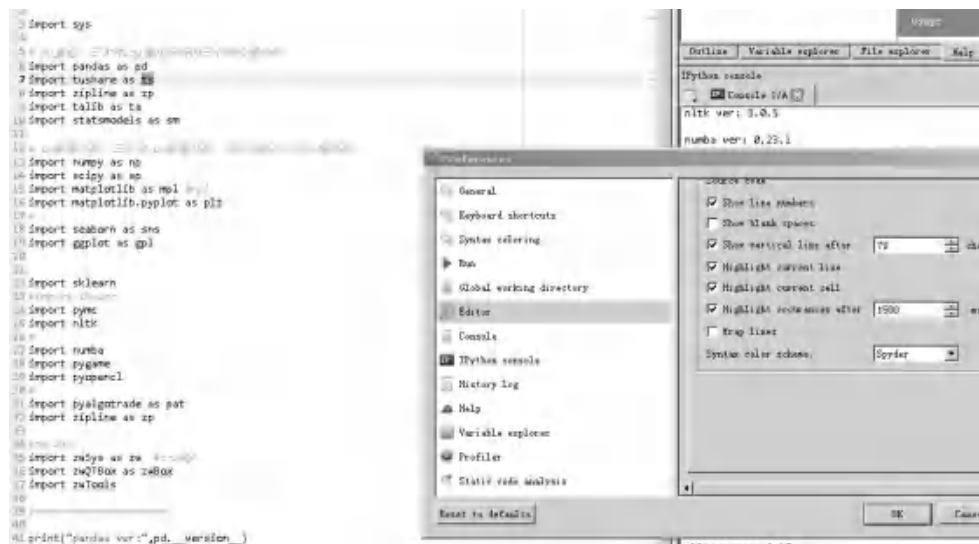 import sys
import pandas as pd
7 import tushare as ts
import zipline as zp
import talib as ta
import statsmodels as sm
import numpy as np
import scipy as sp
import matplotlib as mpl
import matplotlib.pyplot as plt
import seaborn as sns
import ggplot as gpl
import sklearn
import pymc
import nltk
import numba
import pygame
import pyopencl
import pyalgotrade as pat
import zipline as zp
import zwSys as zw
import zwQTBox as zwBox
import zwTools
print("pandas ver:",pd.__version__)
Usage
Outline
Variable explorer
File explorer
Help
IPython console
Console 1/A
nltk ver: 3.0.5
numba ver: 0.23.1
Preferences
General
Keyboard shortcuts
Syntax coloring
Run
Global working directory
Editor
Console
IPython console
History log
Help
Variable explorer
Profiler
Static code analysis
Source code
Show line numbers
Show blank spaces
Show vertical line after 79
Highlight current line
Highlight current cell
Highlight occurrences after 1500
Wrap lines
Syntax color scheme: Spyder
Reset to defaults
OK